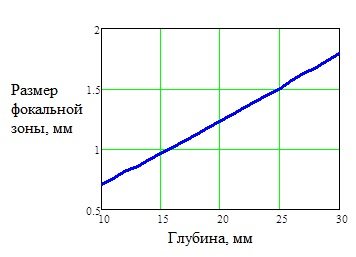 2
Размер
фокальной
зоны, мм
1.5
1
0.5
10 15 20 25 30
Глубина, мм